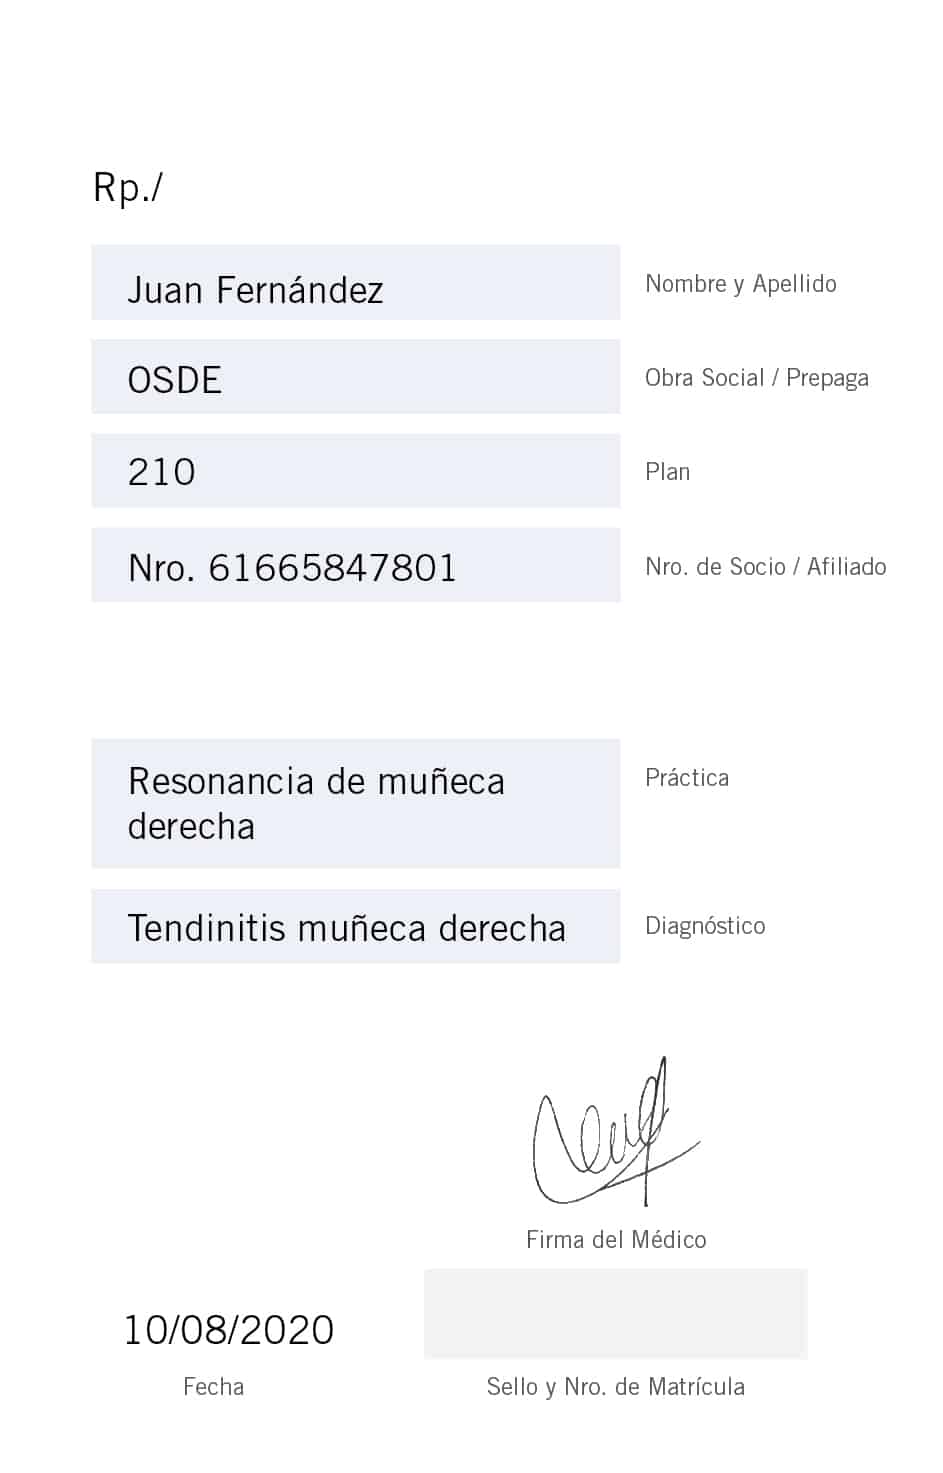 Rp./
Juan Fernández Nombre y Apellido
OSDE Obra Social / Prepaga
210 Plan
Nro. 61665847801 Nro. de Socio / Afiliado
Resonancia de muñeca Práctica
derecha
Tendinitis muñeca derecha Diagnóstico
Firma del Médico
10/08/2020
Fecha Sello y Nro. de Matrícula